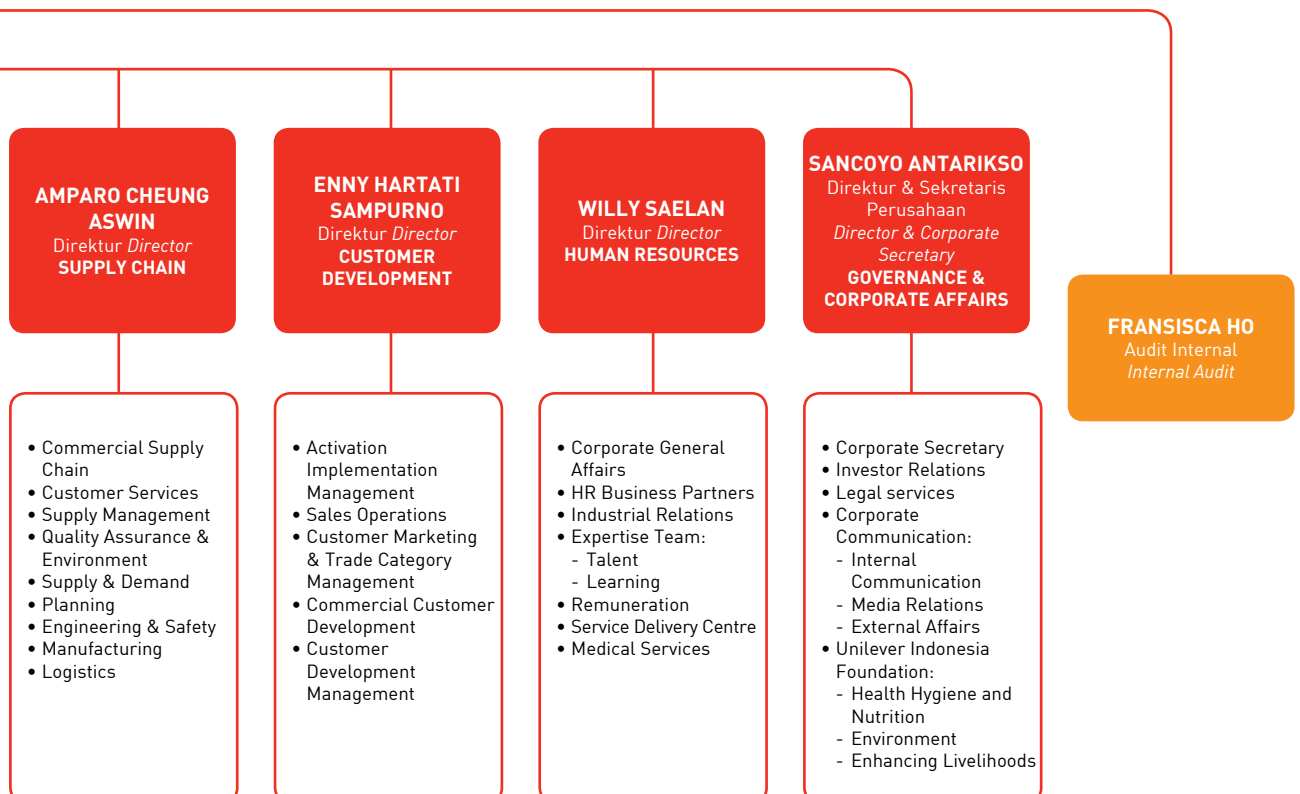 AMPARO CHEUNG
ASWIN
Direktur Director
SUPPLY CHAIN
ENNY HARTATI
SAMPURNO
Direktur Director
CUSTOMER
DEVELOPMENT
WILLY SAELAN
Direktur Director
HUMAN RESOURCES
SANCOYO ANTARIKSO
Direktur & Sekretaris
Perusahaan
Director & Corporate
Secretary
GOVERNANCE &
CORPORATE AFFAIRS
FRANSISCA HO
Audit Internal
Internal Audit
• Commercial Supply
Chain
• Customer Services
• Supply Management
• Quality Assurance &
Environment
• Supply & Demand
• Planning
• Engineering & Safety
• Manufacturing
• Logistics
• Activation
Implementation
Management
• Sales Operations
• Customer Marketing
& Trade Category
Management
• Commercial Customer
Development
• Customer
Development
Management
• Corporate General
Affairs
• HR Business Partners
• Industrial Relations
• Expertise Team:
- Talent
- Learning
• Remuneration
• Service Delivery Centre
• Medical Services
• Corporate Secretary
• Investor Relations
• Legal services
• Corporate
Communication:
- Internal
Communication
- Media Relations
- External Affairs
• Unilever Indonesia
Foundation:
- Health Hygiene and
Nutrition
- Environment
- Enhancing Livelihoods